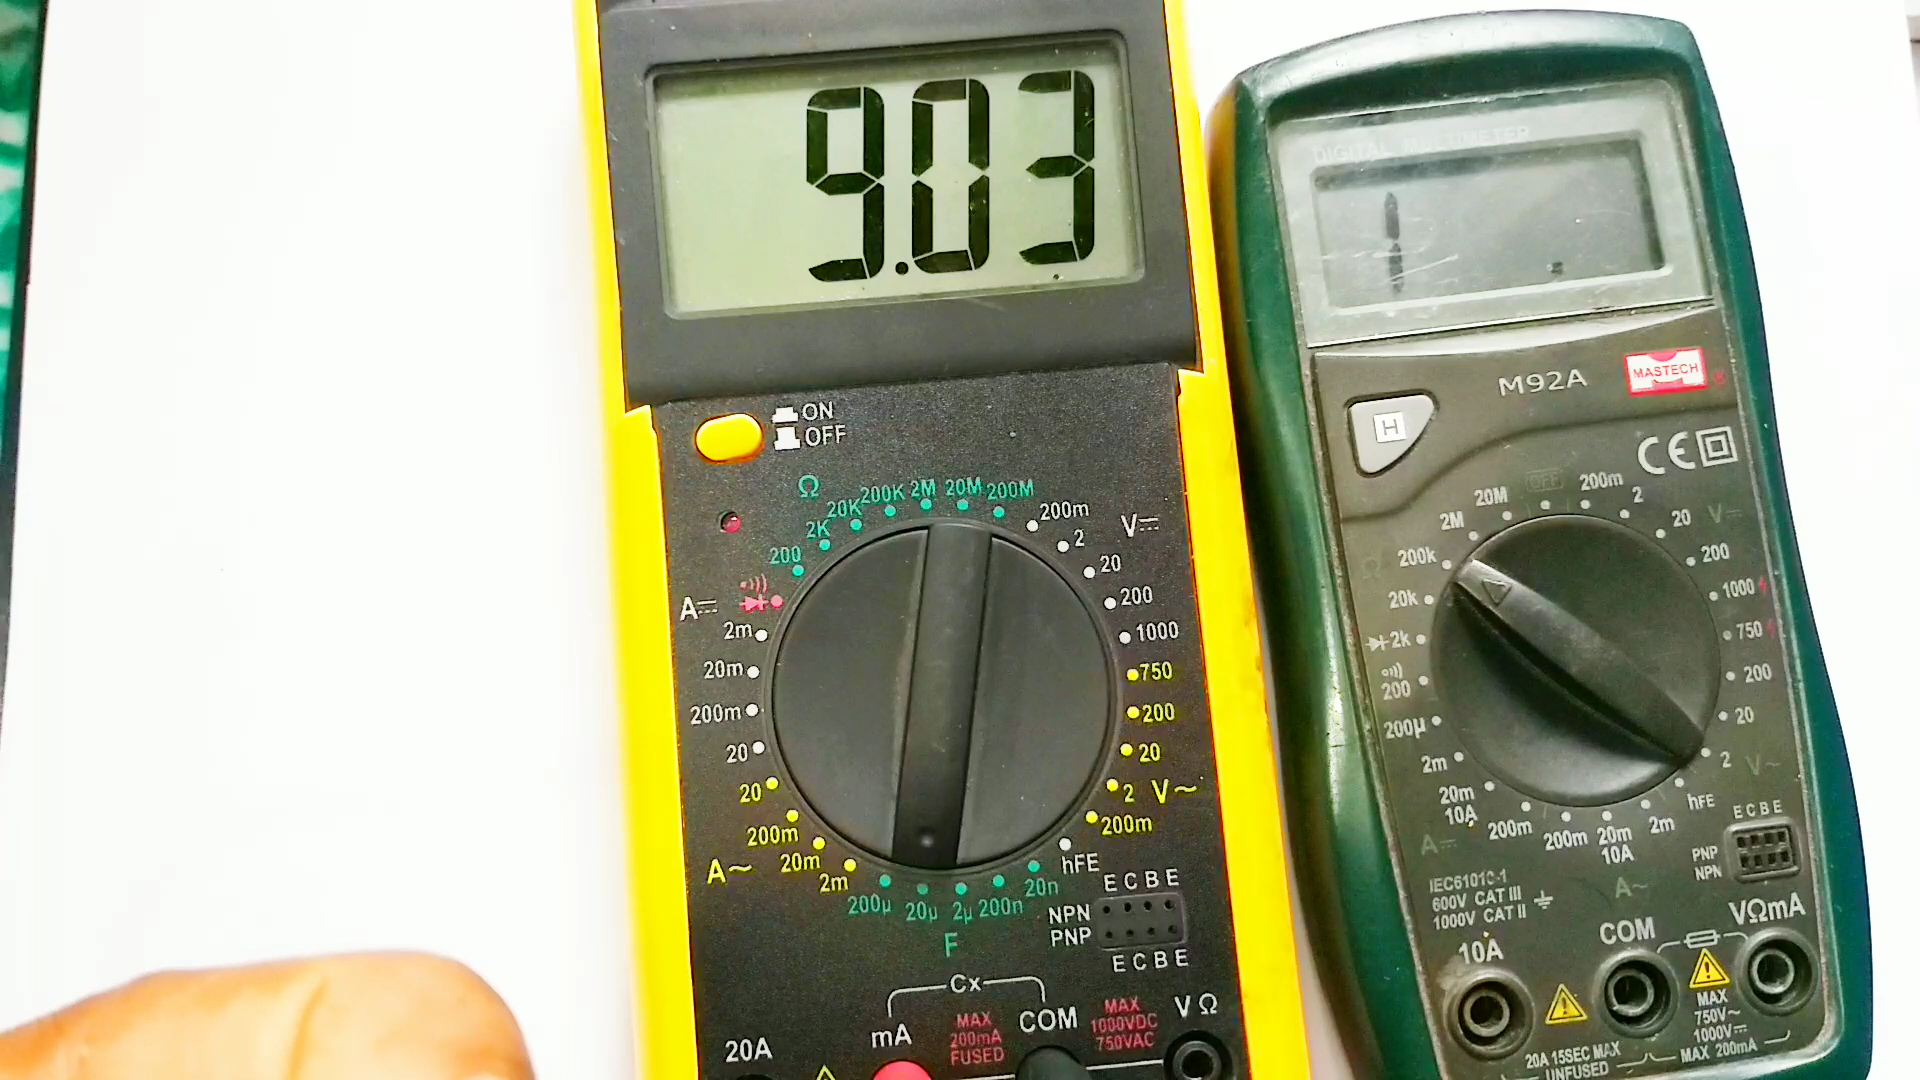 9.03
ON
OFF
Ω
200
2K
20K
200K
2M
20M
200M
200m
2
20
200
1000
V⎓
750
200
20
2
200m
V~
hFE
20n
200n
2µ
20µ
200µ
F
2m
20m
200m
20
A~
20
200m
20m
2m
A⎓
E C B E
NPN
PNP
E C B E
Cx
20A
mA
MAX
200mA
FUSED
COM
MAX
1000VDC
750VAC
V Ω
DIGITAL MULTIMETER
1 .
M92A
MASTECH
H
CE
OFF
200m
2
20
200
1000
V⎓
750
200
20
2
V~
hFE
2m
20m
10A
200m
A~
200m
20m
10A
2m
200µ
A⎓
200
2k
20k
200k
2M
20M
Ω
E C B E
PNP
NPN
IEC61010-1
600V CAT III
1000V CAT II
10A
COM
VΩmA
MAX
750V~
1000V⎓
20A 15SEC MAX
UNFUSED
MAX 200mA